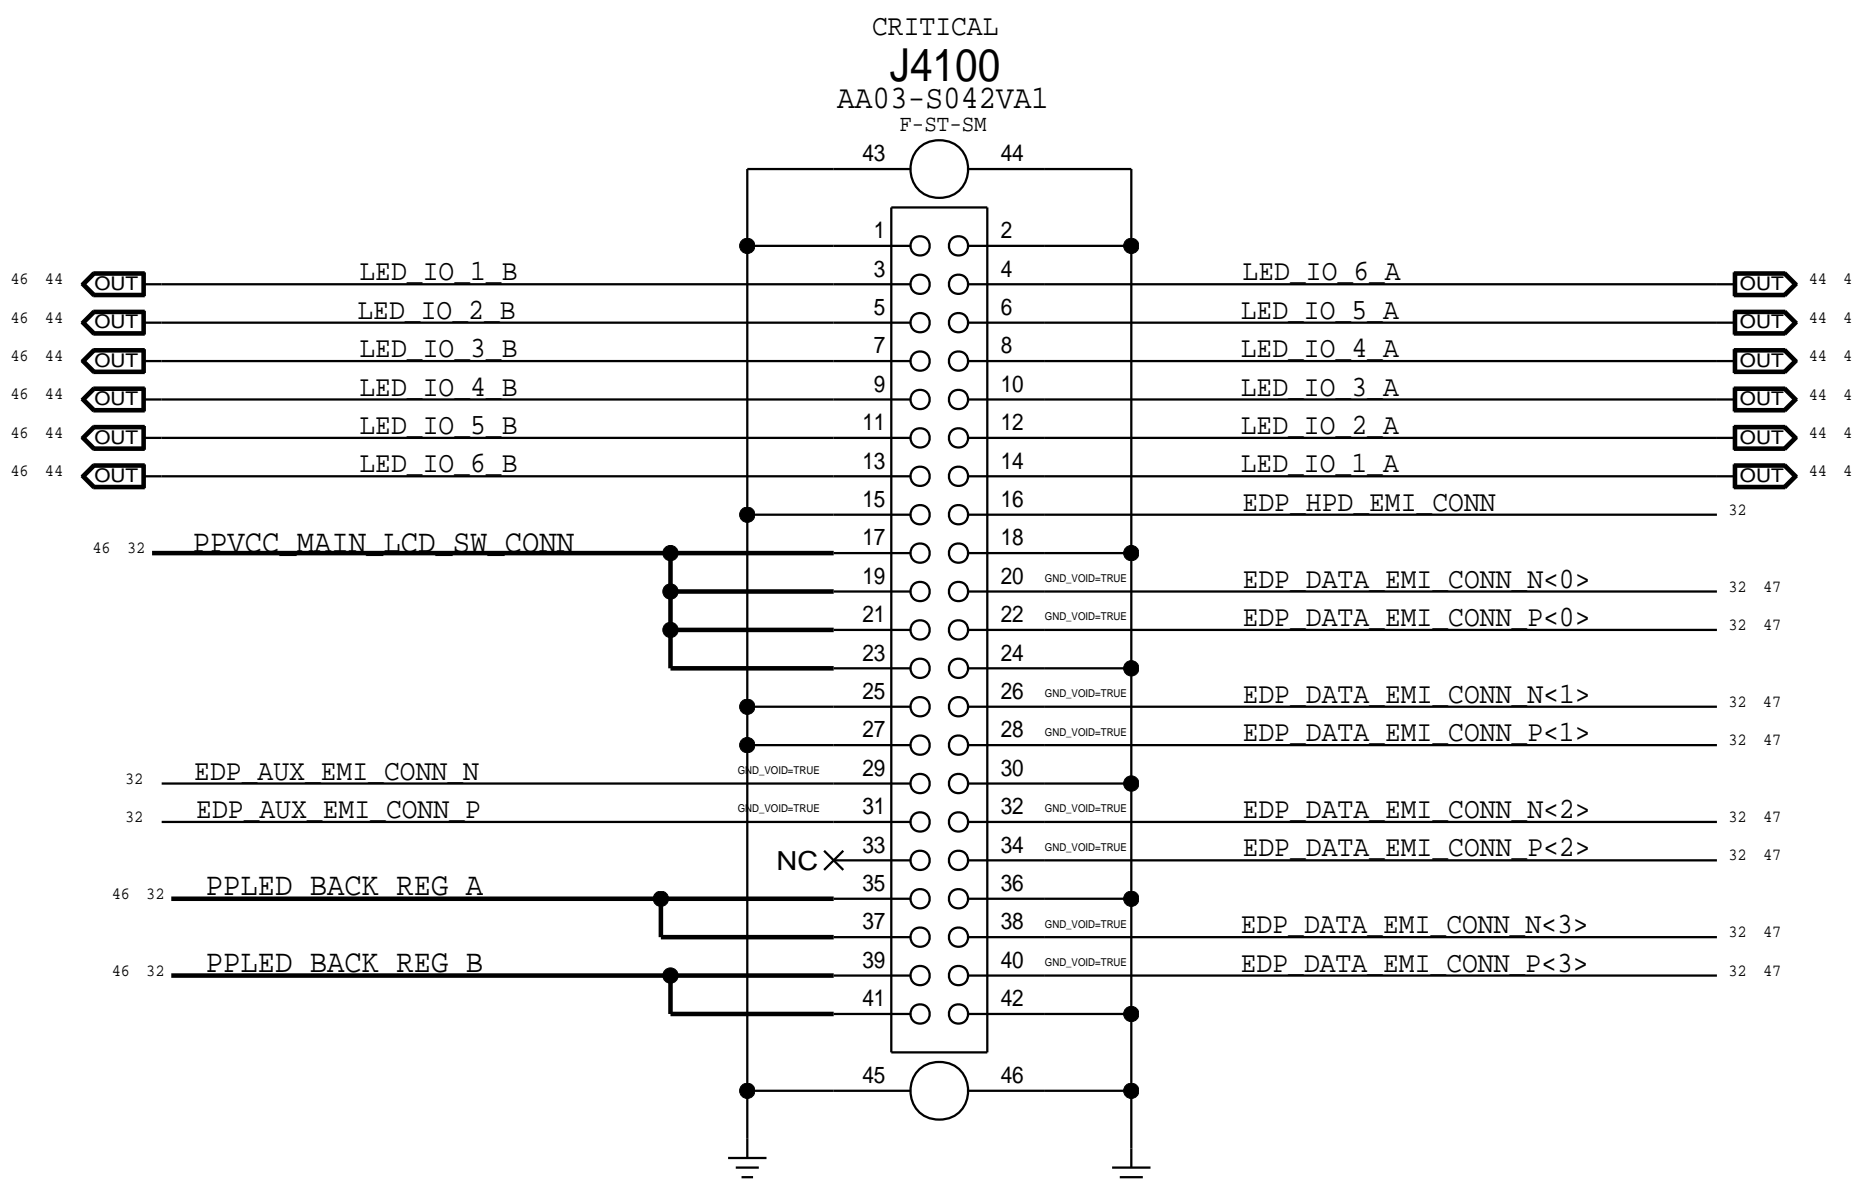 CRITICAL
J4100
AA03-S042VA1
F-ST-SM
43 44
1 2
46 44 OUT LED_IO_1_B 3 4 LED_IO_6_A OUT 44 4
46 44 OUT LED_IO_2_B 5 6 LED_IO_5_A OUT 44 4
46 44 OUT LED_IO_3_B 7 8 LED_IO_4_A OUT 44 4
46 44 OUT LED_IO_4_B 9 10 LED_IO_3_A OUT 44 4
46 44 OUT LED_IO_5_B 11 12 LED_IO_2_A OUT 44 4
46 44 OUT LED_IO_6_B 13 14 LED_IO_1_A OUT 44 4
15 16 EDP_HPD_EMI_CONN 32
46 32 PPVCC_MAIN_LCD_SW_CONN 17 18
19 20 GND_VOID=TRUE EDP_DATA_EMI_CONN_N<0> 32 47
21 22 GND_VOID=TRUE EDP_DATA_EMI_CONN_P<0> 32 47
23 24
25 26 GND_VOID=TRUE EDP_DATA_EMI_CONN_N<1> 32 47
27 28 GND_VOID=TRUE EDP_DATA_EMI_CONN_P<1> 32 47
32 EDP_AUX_EMI_CONN_N GND_VOID=TRUE 29 30
32 EDP_AUX_EMI_CONN_P GND_VOID=TRUE 31 32 GND_VOID=TRUE EDP_DATA_EMI_CONN_N<2> 32 47
NC 33 34 GND_VOID=TRUE EDP_DATA_EMI_CONN_P<2> 32 47
46 32 PPLED_BACK_REG_A 35 36
37 38 GND_VOID=TRUE EDP_DATA_EMI_CONN_N<3> 32 47
46 32 PPLED_BACK_REG_B 39 40 GND_VOID=TRUE EDP_DATA_EMI_CONN_P<3> 32 47
41 42
45 46